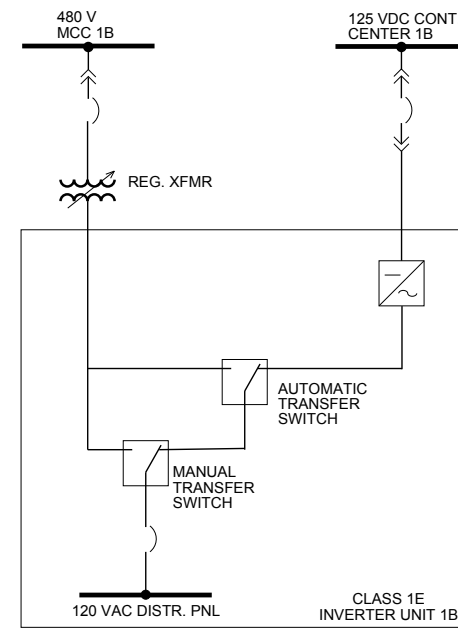 480 V
MCC 1B
125 VDC CONT
CENTER 1B
REG. XFMR
AUTOMATIC
TRANSFER
SWITCH
MANUAL
TRANSFER
SWITCH
120 VAC DISTR. PNL
CLASS 1E
INVERTER UNIT 1B